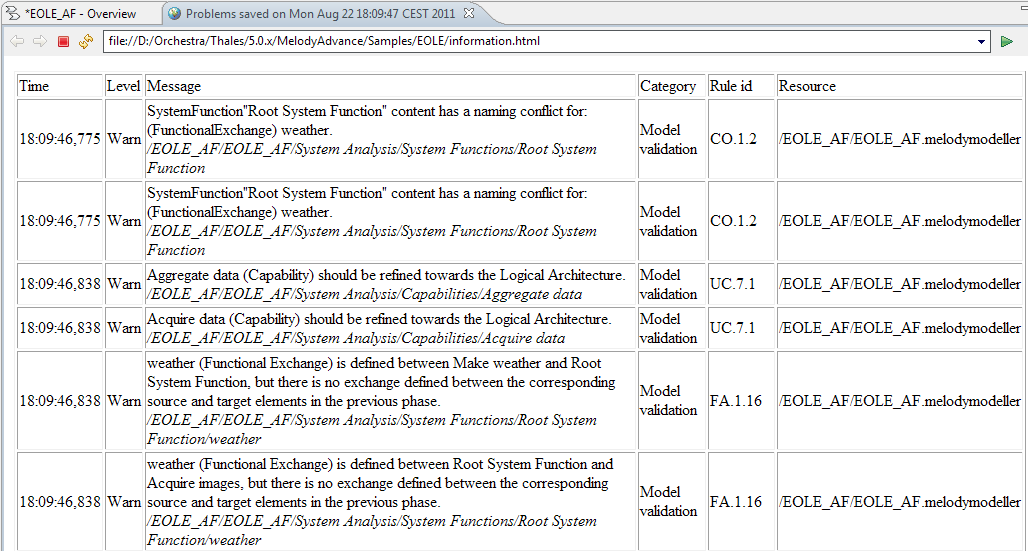 *EOLE_AF - Overview
Problems saved on Mon Aug 22 18:09:47 CEST 2011
file://D:/Orchestra/Thales/5.0.x/MelodyAdvance/Samples/EOLE/information.html
Time Level Message Category Rule id Resource
SystemFunction"Root System Function" content has a naming conflict for:
(FunctionalExchange) weather.
/EOLE_AF/EOLE_AF/System Analysis/System Functions/Root System
Function
18:09:46,775 Warn Model validation CO.1.2 /EOLE_AF/EOLE_AF.melodymodeller
SystemFunction"Root System Function" content has a naming conflict for:
(FunctionalExchange) weather.
/EOLE_AF/EOLE_AF/System Analysis/System Functions/Root System
Function
18:09:46,775 Warn Model validation CO.1.2 /EOLE_AF/EOLE_AF.melodymodeller
Aggregate data (Capability) should be refined towards the Logical Architecture.
/EOLE_AF/EOLE_AF/System Analysis/Capabilities/Aggregate data
18:09:46,838 Warn Model validation UC.7.1 /EOLE_AF/EOLE_AF.melodymodeller
Acquire data (Capability) should be refined towards the Logical Architecture.
/EOLE_AF/EOLE_AF/System Analysis/Capabilities/Acquire data
18:09:46,838 Warn Model validation UC.7.1 /EOLE_AF/EOLE_AF.melodymodeller
weather (Functional Exchange) is defined between Make weather and Root
System Function, but there is no exchange defined between the corresponding
source and target elements in the previous phase.
/EOLE_AF/EOLE_AF/System Analysis/System Functions/Root System
Function/weather
18:09:46,838 Warn Model validation FA.1.16 /EOLE_AF/EOLE_AF.melodymodeller
weather (Functional Exchange) is defined between Root System Function and
Acquire images, but there is no exchange defined between the corresponding
source and target elements in the previous phase.
/EOLE_AF/EOLE_AF/System Analysis/System Functions/Root System
Function/weather
18:09:46,838 Warn Model validation FA.1.16 /EOLE_AF/EOLE_AF.melodymodeller